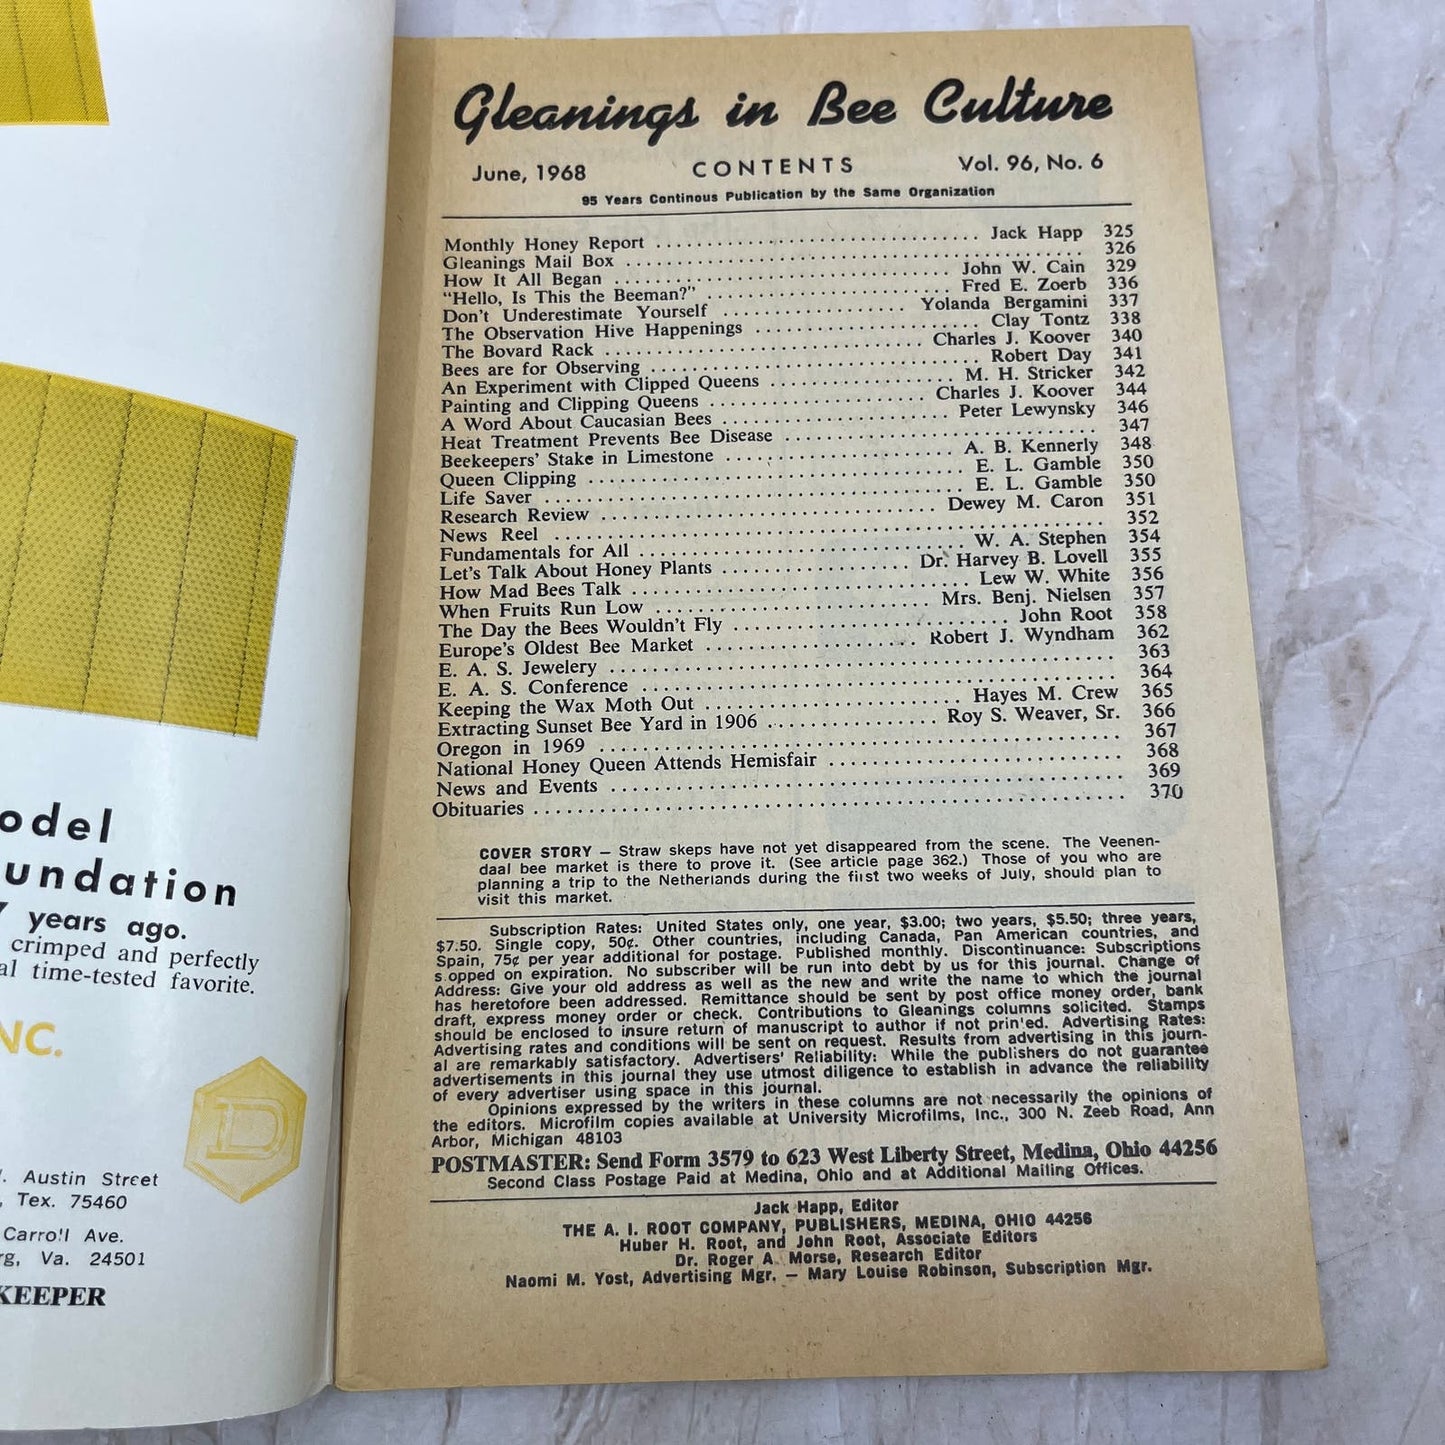 odel
undation
7 years ago.
crimped and perfectly
al time-tested favorite.
NC.
D
. Austin Street
, Tex. 75460
Carroll Ave.
rg, Va. 24501
KEEPER
Gleanings in Bee Culture
June, 1968 CONTENTS Vol. 96, No. 6
95 Years Continous Publication by the Same Organization
Monthly Honey Report Jack Happ 325
Gleanings Mail Box 326
How It All Began John W. Cain 329
"Hello, Is This the Beeman?" Fred E. Zoerb 336
Don't Underestimate Yourself Yolanda Bergamini 337
The Observation Hive Happenings Clay Tontz 338
The Bovard Rack Charles J. Koover 340
Bees are for Observing Robert Day 341
An Experiment with Clipped Queens M. H. Stricker 342
Painting and Clipping Queens Charles J. Koover 344
A Word About Caucasian Bees Peter Lewynsky 346
Heat Treatment Prevents Bee Disease 347
Beekeepers' Stake in Limestone A. B. Kennerly 348
Queen Clipping E. L. Gamble 350
Life Saver E. L. Gamble 350
Research Review Dewey M. Caron 351
News Reel 352
Fundamentals for All W. A. Stephen 354
Let's Talk About Honey Plants Dr. Harvey B. Lovell 355
How Mad Bees Talk Lew W. White 356
When Fruits Run Low Mrs. Benj. Nielsen 357
The Day the Bees Wouldn't Fly John Root 358
Europe's Oldest Bee Market Robert J. Wyndham 362
E. A. S. Jewelery 363
E. A. S. Conference 364
Keeping the Wax Moth Out Hayes M. Crew 365
Extracting Sunset Bee Yard in 1906 Roy S. Weaver, Sr. 366
Oregon in 1969 367
National Honey Queen Attends Hemisfair 368
News and Events 369
Obituaries 370
COVER STORY — Straw skeps have not yet disappeared from the scene. The Veenen-
daal bee market is there to prove it. (See article page 362.) Those of you who are
planning a trip to the Netherlands during the first two weeks of July, should plan to
visit this market.
Subscription Rates: United States only, one year, $3.00; two years, $5.50; three years,
$7.50. Single copy, 50¢. Other countries, including Canada, Pan American countries, and
Spain, 75¢ per year additional for postage. Published monthly. Discontinuance: Subscriptions
s opped on expiration. No subscriber will be run into debt by us for this journal. Change of
Address: Give your old address as well as the new and write the name to which the journal
has heretofore been addressed. Remittance should be sent by post office money order, bank
draft, express money order or check. Contributions to Gleanings columns solicited. Stamps
should be enclosed to insure return of manuscript to author if not prin'ed. Advertising Rates:
Advertising rates and conditions will be sent on request. Results from advertising in this journ-
al are remarkably satisfactory. Advertisers' Reliability: While the publishers do not guarantee
advertisements in this journal they use utmost diligence to establish in advance the reliability
of every advertiser using space in this journal.
Opinions expressed by the writers in these columns are not necessarily the opinions of
the editors. Microfilm copies available at University Microfilms, Inc., 300 N. Zeeb Road, Ann
Arbor, Michigan 48103
POSTMASTER: Send Form 3579 to 623 West Liberty Street, Medina, Ohio 44256
Second Class Postage Paid at Medina, Ohio and at Additional Mailing Offices.
Jack Happ, Editor
THE A. I. ROOT COMPANY, PUBLISHERS, MEDINA, OHIO 44256
Huber H. Root, and John Root, Associate Editors
Dr. Roger A. Morse, Research Editor
Naomi M. Yost, Advertising Mgr. — Mary Louise Robinson, Subscription Mgr.